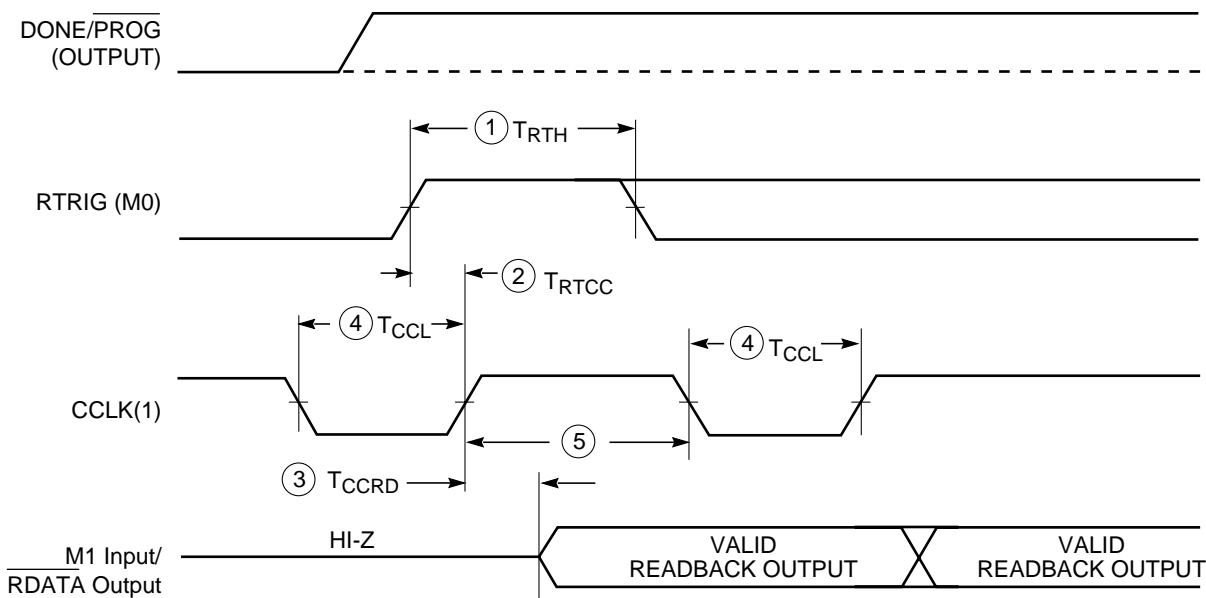 DONE/PROG
(OUTPUT)
① TRTH
RTRIG (M0)
② TRTCC
④ TCCL
④ TCCL
CCLK(1)
⑤
③ TCCRD
HI-Z
M1 Input/
RDATA Output
VALID
READBACK OUTPUT
VALID
READBACK OUTPUT